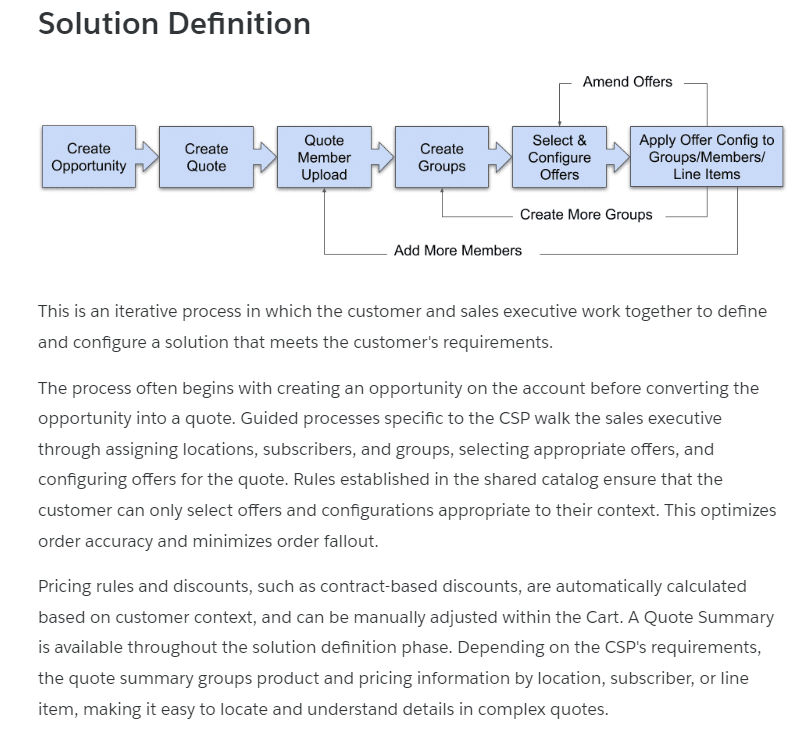 Solution Definition
Amend Offers
Create
Opportunity
Create
Quote
Quote
Member
Upload
Create
Groups
Select &
Configure
Offers
Apply Offer Config to
Groups/Members/
Line Items
Create More Groups
Add More Members
This is an iterative process in which the customer and sales executive work together to define
and configure a solution that meets the customer's requirements.
The process often begins with creating an opportunity on the account before converting the
opportunity into a quote. Guided processes specific to the CSP walk the sales executive
through assigning locations, subscribers, and groups, selecting appropriate offers, and
configuring offers for the quote. Rules established in the shared catalog ensure that the
customer can only select offers and configurations appropriate to their context. This optimizes
order accuracy and minimizes order fallout.
Pricing rules and discounts, such as contract-based discounts, are automatically calculated
based on customer context, and can be manually adjusted within the Cart. A Quote Summary
is available throughout the solution definition phase. Depending on the CSP's requirements,
the quote summary groups product and pricing information by location, subscriber, or line
item, making it easy to locate and understand details in complex quotes.